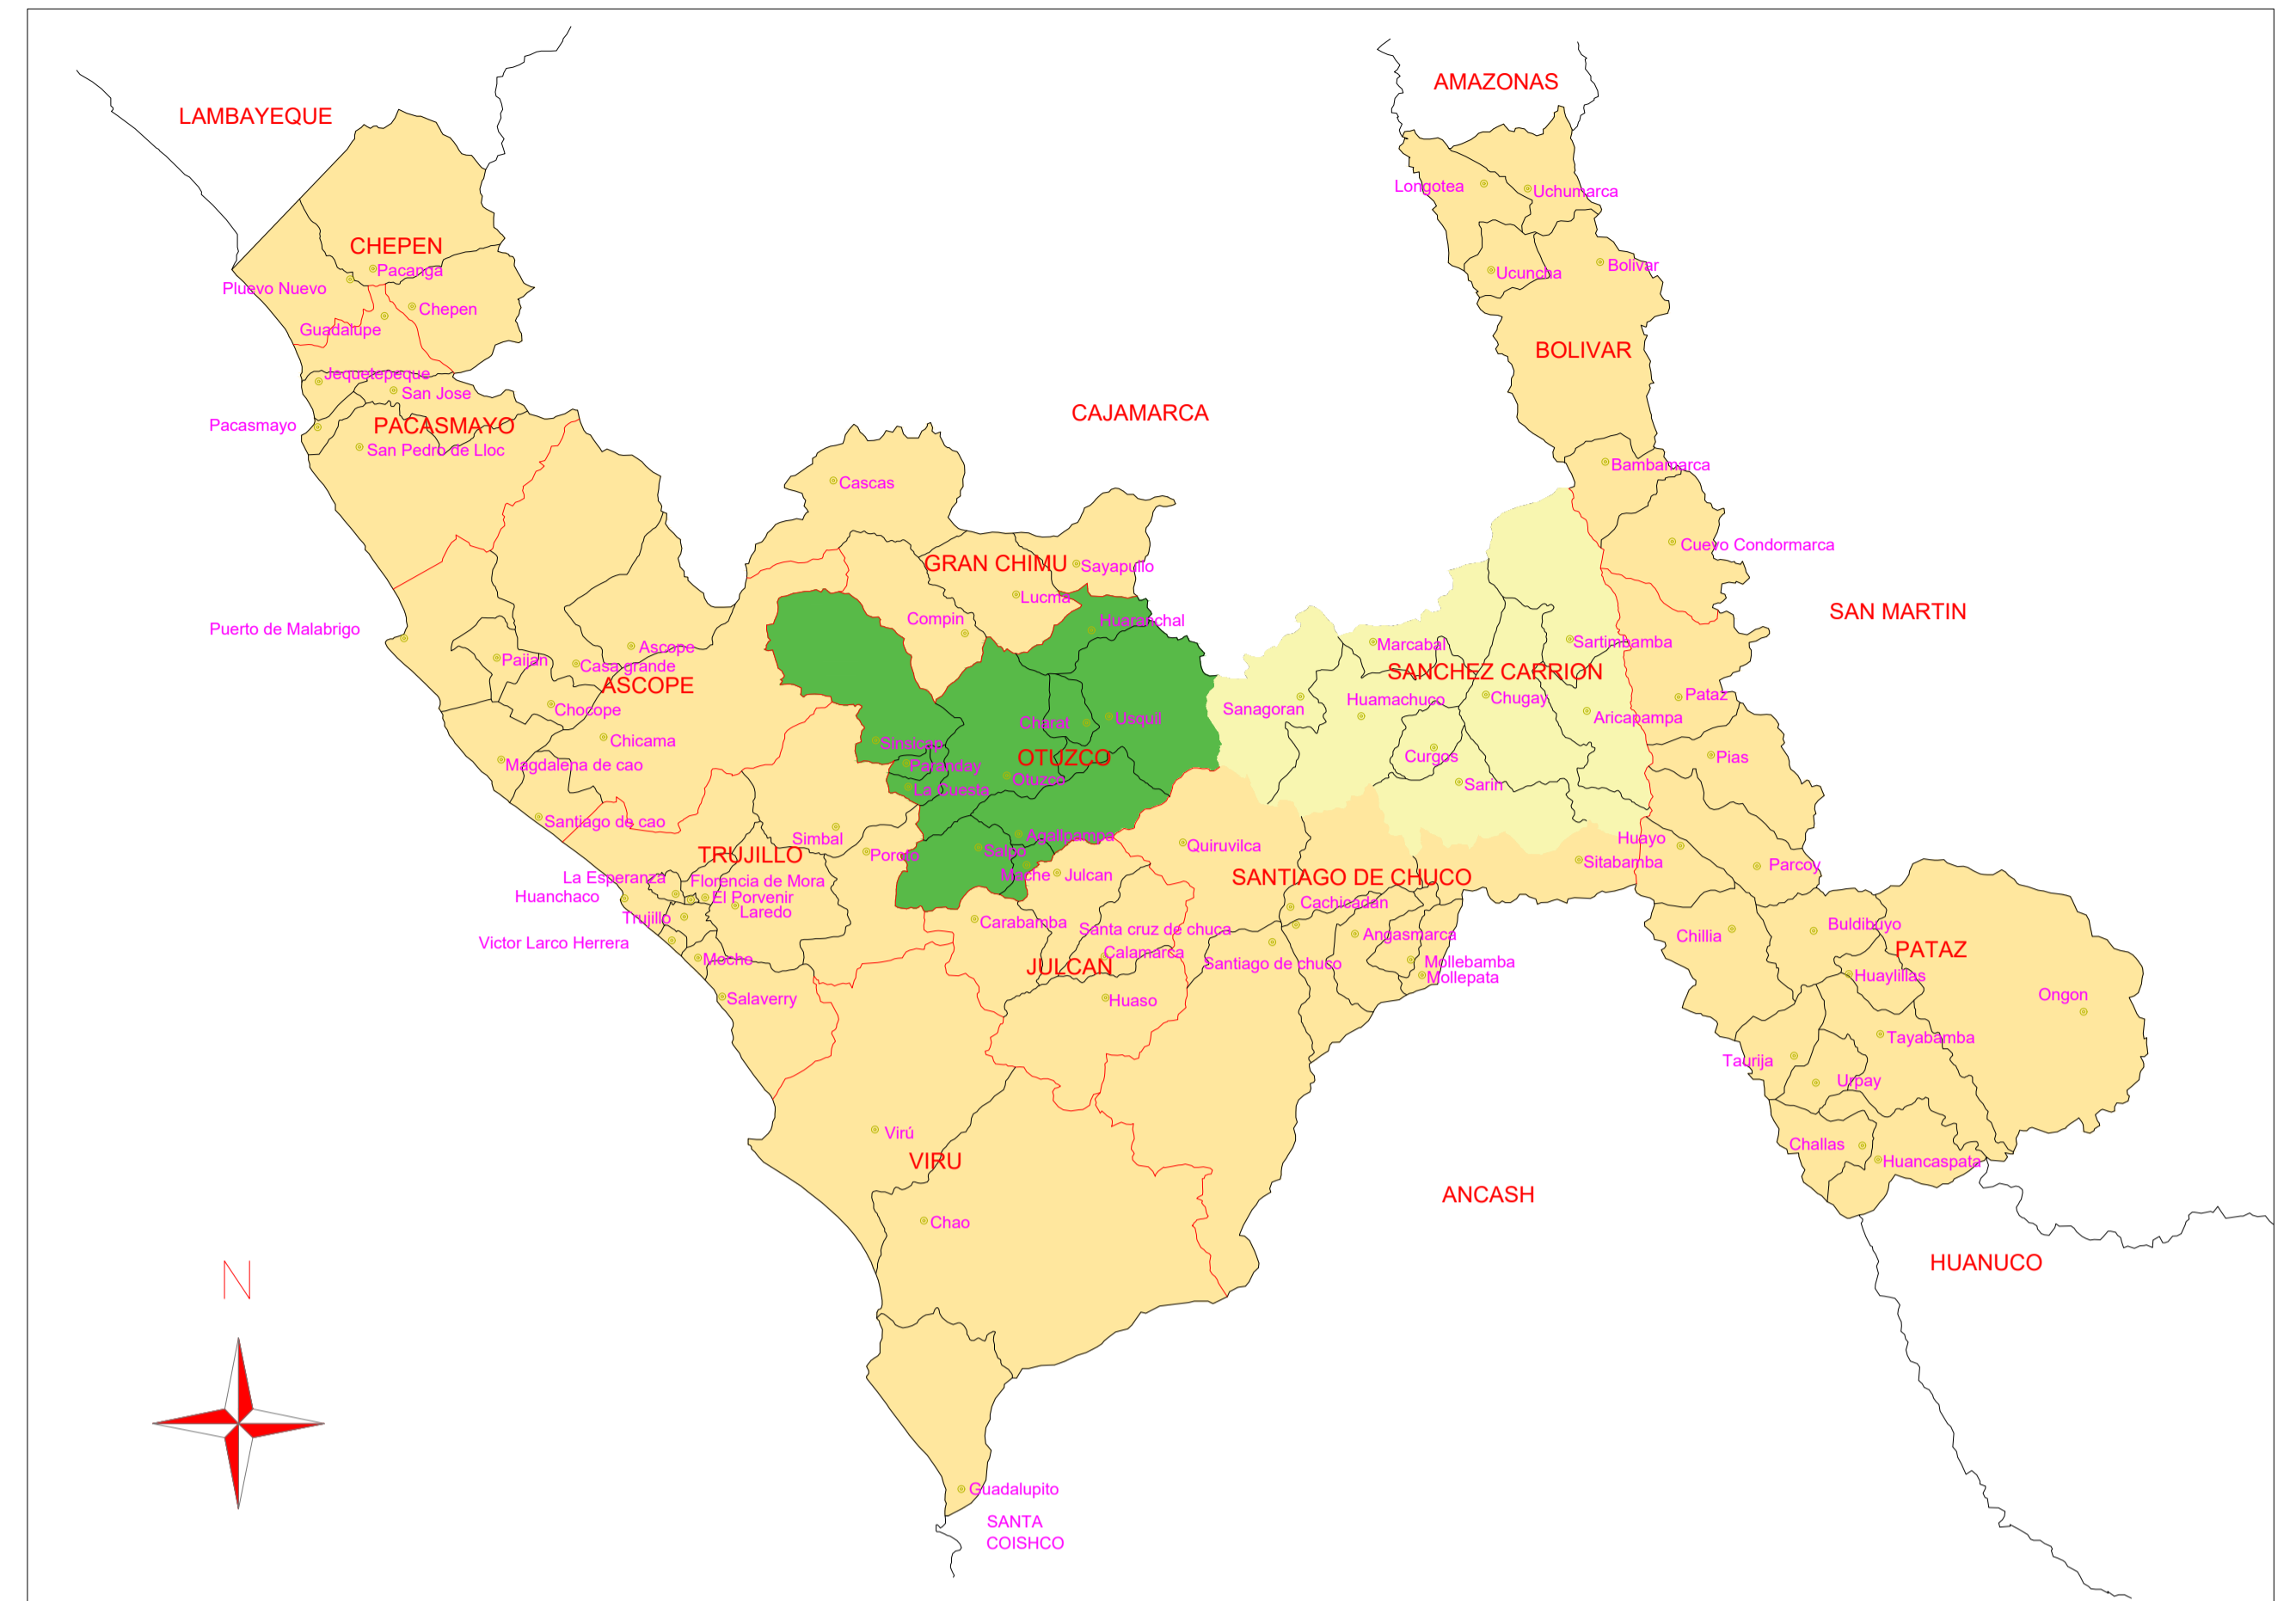 AMAZONAS
LAMBAYEQUE
Longotea
Uchumarca
CHEPEN
Pacanga
Ucuncha
Bolivar
Pluevo Nuevo
Chepen
Guadalupe
BOLIVAR
Jequetepeque
San Jose
CAJAMARCA
Pacasmayo
PACASMAYO
San Pedro de Lloc
Bambamarca
Cascas
Cuevo Condormarca
GRAN CHIMU
Sayapullo
Lucma
SAN MARTIN
Compin
Huaranchal
Puerto de Malabrigo
Ascope
Marcabal
Sartimbamba
Paijan
Casa grande
SANCHEZ CARRION
ASCOPE
Pataz
Chugay
Huamachuco
Sanagoran
Chocope
Charat
Usquil
Aricapampa
Chicama
Sinsicap
OTUZCO
Curgos
Pias
Magdalena de cao
Paranday
Otuzco
La Cuesta
Sarin
Santiago de cao
Simbal
Agallpampa
Huayo
TRUJILLO
Poroto
Salpo
Quiruvilca
Sitabamba
Parcoy
La Esperanza
Florencia de Mora
Mache
Julcan
SANTIAGO DE CHUCO
Huanchaco
El Porvenir
Laredo
Cachicadan
Trujillo
Carabamba
Santa cruz de chuca
Angasmarca
Chillia
Buldibuyo
Victor Larco Herrera
Mocho
Calamarca
PATAZ
JULCAN
Santiago de chuco
Mollebamba
Mollepata
Huaylillas
Salaverry
Huaso
Ongon
Tayabamba
Taurija
Urpay
Virú
Challas
VIRU
Huancaspata
ANCASH
Chao
HUANUCO
N
Guadalupito
SANTA
COISHCO